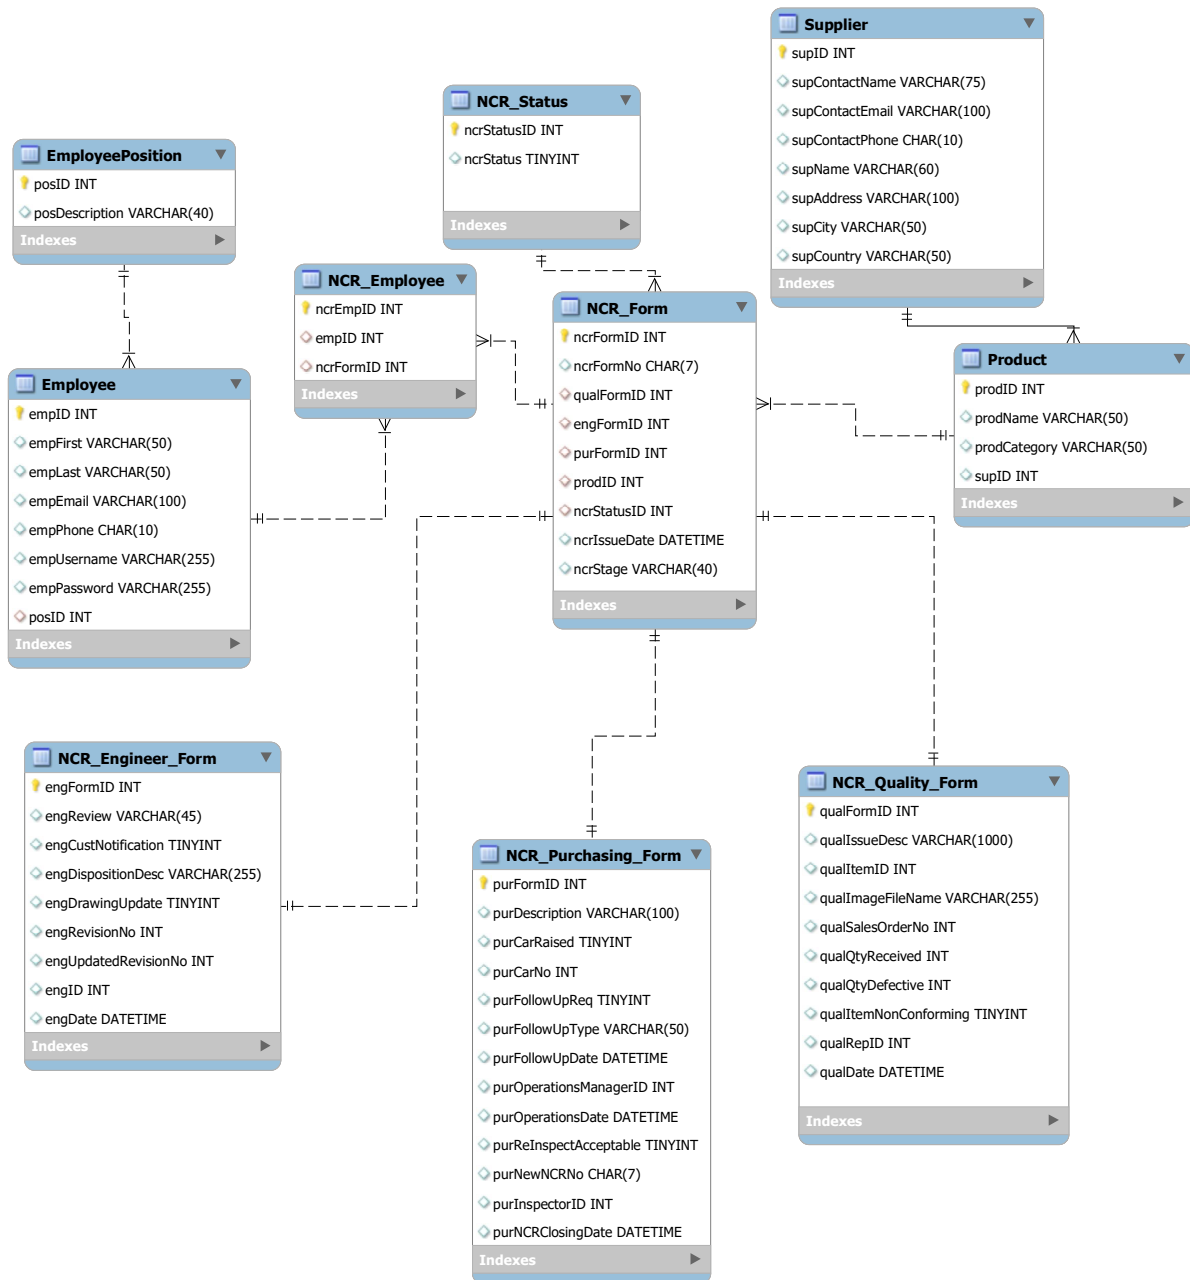 Supplier
supID INT
supContactName VARCHAR(75)
supContactEmail VARCHAR(100)
supContactPhone CHAR(10)
supName VARCHAR(60)
supAddress VARCHAR(100)
supCity VARCHAR(50)
supCountry VARCHAR(50)
Indexes
NCR_Status
ncrStatusID INT
ncrStatus TINYINT
Indexes
EmployeePosition
posID INT
posDescription VARCHAR(40)
Indexes
NCR_Employee
ncrEmpID INT
empID INT
ncrFormID INT
Indexes
NCR_Form
ncrFormID INT
ncrFormNo CHAR(7)
qualFormID INT
engFormID INT
purFormID INT
prodID INT
ncrStatusID INT
ncrIssueDate DATETIME
ncrStage VARCHAR(40)
Indexes
Product
prodID INT
prodName VARCHAR(50)
prodCategory VARCHAR(50)
supID INT
Indexes
Employee
empID INT
empFirst VARCHAR(50)
empLast VARCHAR(50)
empEmail VARCHAR(100)
empPhone CHAR(10)
empUsername VARCHAR(255)
empPassword VARCHAR(255)
posID INT
Indexes
NCR_Engineer_Form
engFormID INT
engReview VARCHAR(45)
engCustNotification TINYINT
engDispositionDesc VARCHAR(255)
engDrawingUpdate TINYINT
engRevisionNo INT
engUpdatedRevisionNo INT
engID INT
engDate DATETIME
Indexes
NCR_Purchasing_Form
purFormID INT
purDescription VARCHAR(100)
purCarRaised TINYINT
purCarNo INT
purFollowUpReq TINYINT
purFollowUpType VARCHAR(50)
purFollowUpDate DATETIME
purOperationsManagerID INT
purOperationsDate DATETIME
purReInspectAcceptable TINYINT
purNewNCRNo CHAR(7)
purInspectorID INT
purNCRClosingDate DATETIME
Indexes
NCR_Quality_Form
qualFormID INT
qualIssueDesc VARCHAR(1000)
qualItemID INT
qualImageFileName VARCHAR(255)
qualSalesOrderNo INT
qualQtyReceived INT
qualQtyDefective INT
qualItemNonConforming TINYINT
qualRepID INT
qualDate DATETIME
Indexes